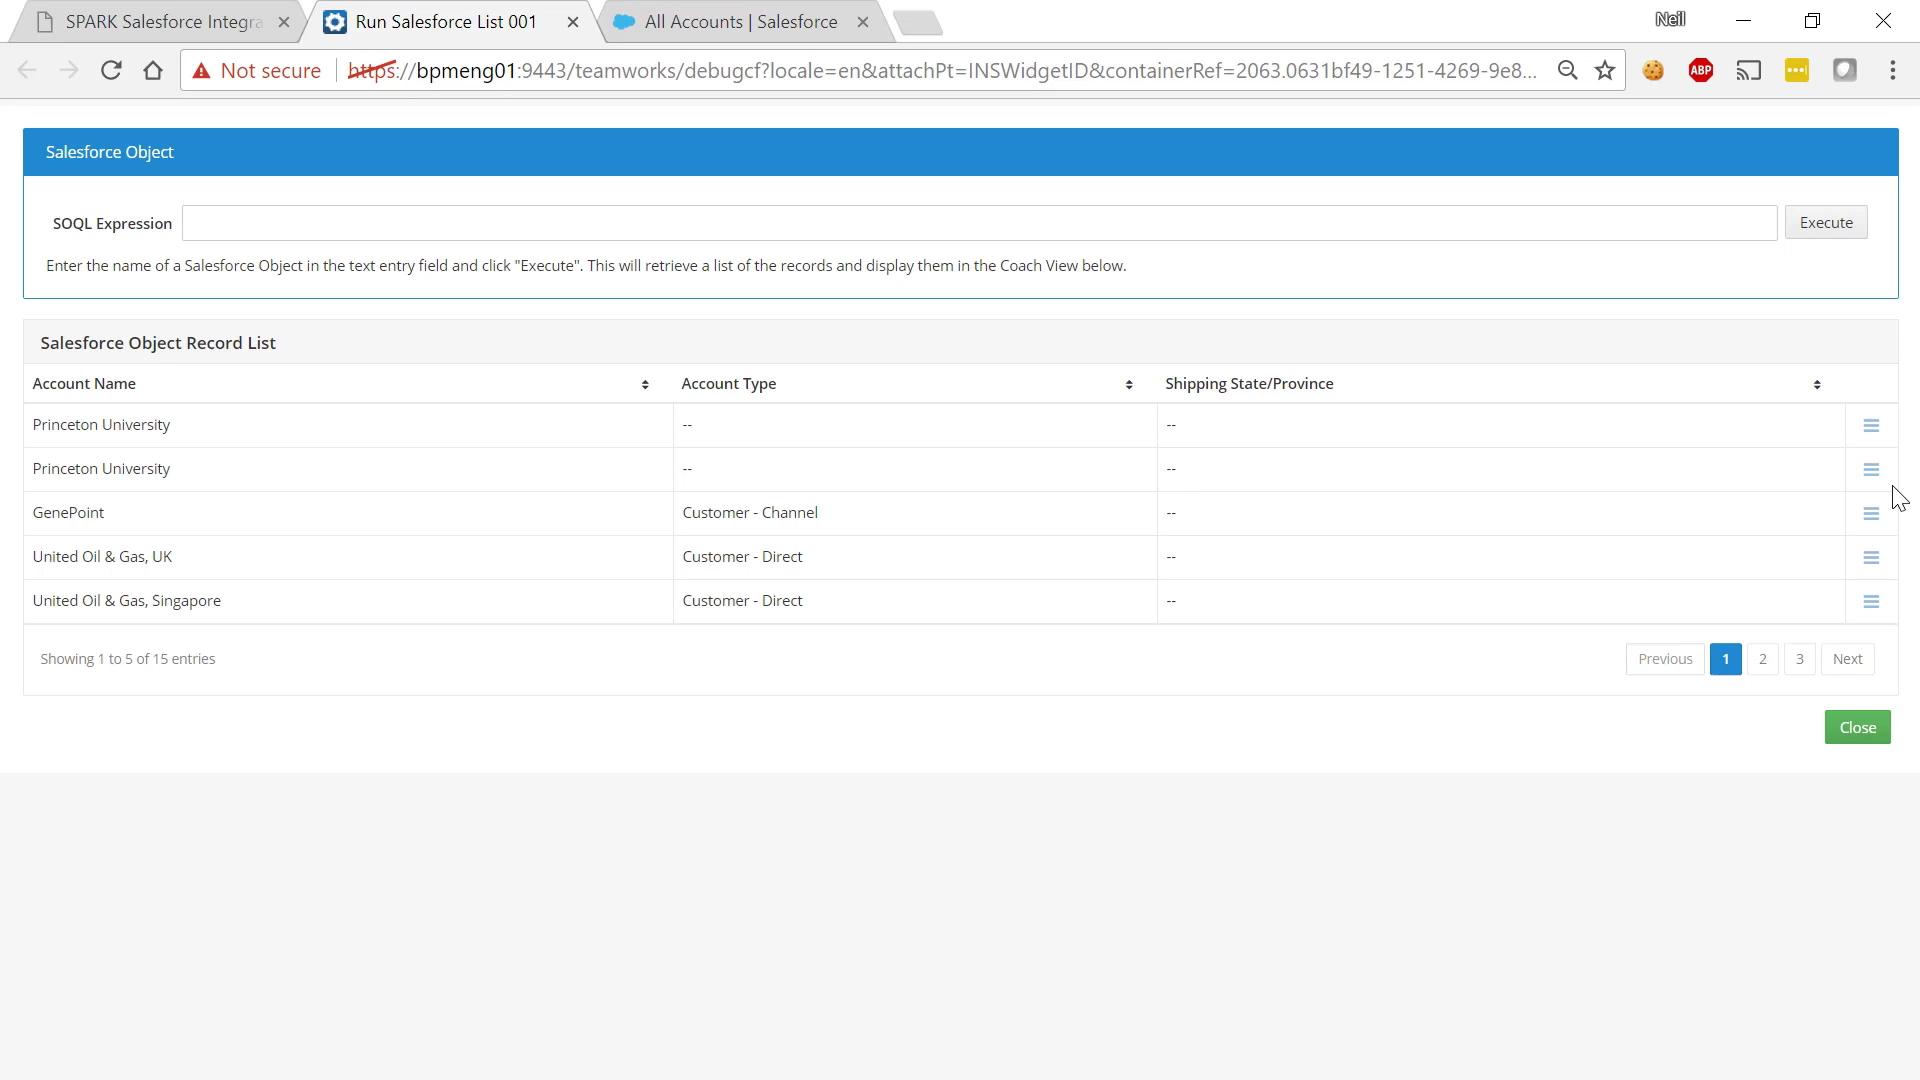 SPARK Salesforce Integra
Run Salesforce List 001
All Accounts | Salesforce
Neil
Not secure
https://bpmeng01:9443/teamworks/debugcf?locale=en&attachPt=INSWidgetID&containerRef=2063.0631bf49-1251-4269-9e8...
ABP
Salesforce Object
SOQL Expression
Execute
Enter the name of a Salesforce Object in the text entry field and click "Execute". This will retrieve a list of the records and display them in the Coach View below.
Salesforce Object Record List
Account Name Account Type Shipping State/Province
Princeton University -- --
Princeton University -- --
GenePoint Customer - Channel --
United Oil & Gas, UK Customer - Direct --
United Oil & Gas, Singapore Customer - Direct --
Showing 1 to 5 of 15 entries
Previous 1 2 3 Next
Close